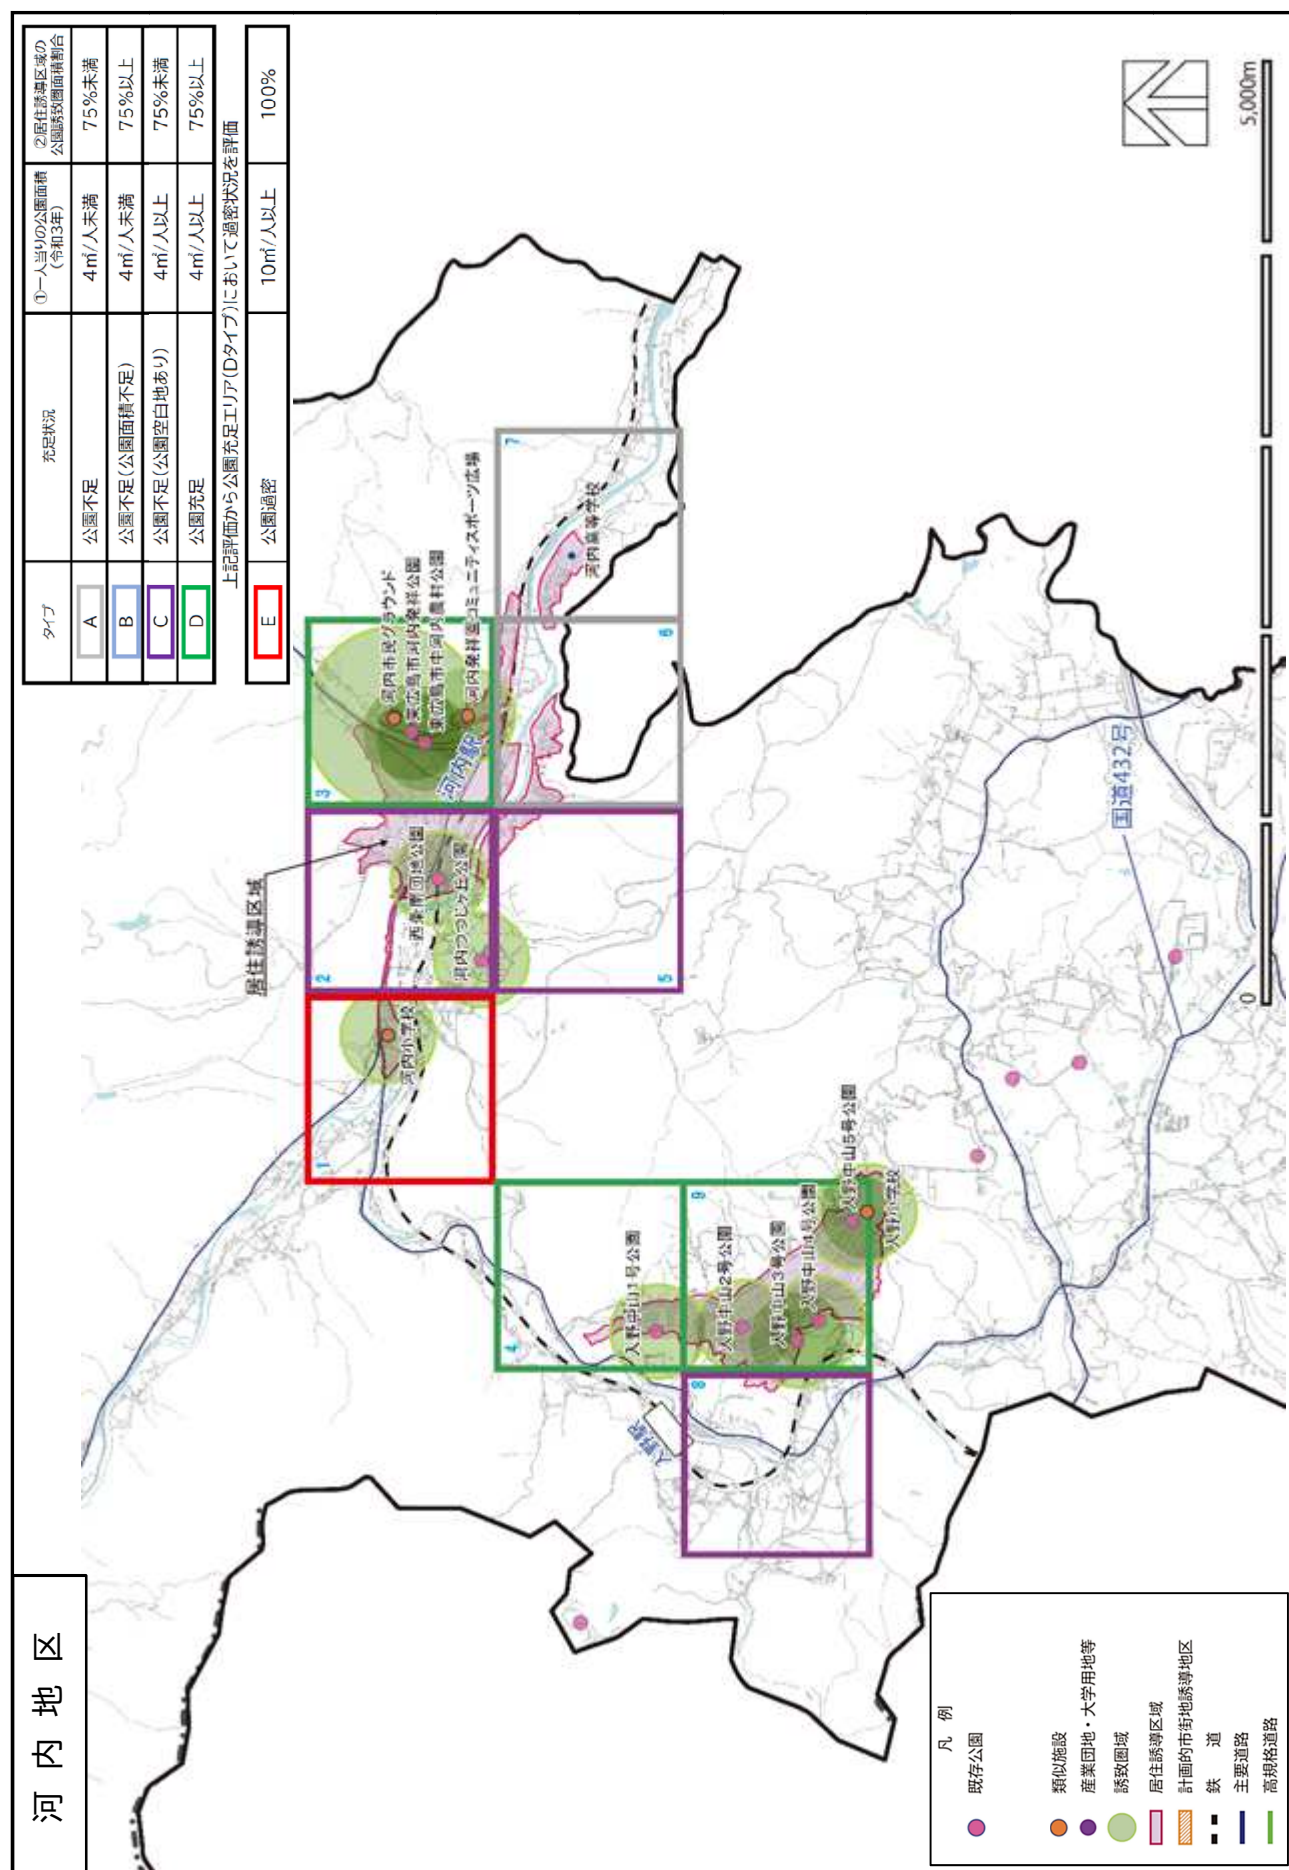 河内地区
タイプ 充足状況 ①一人当りの公園面積(令和3年) ②居住誘導区域の公園誘致圏面積割合
A 公園不足 4㎡/人未満 75%未満
B 公園不足(公園面積不足) 4㎡/人未満 75%以上
C 公園不足(公園空白地あり) 4㎡/人以上 75%未満
D 公園充足 4㎡/人以上 75%以上
上記評価から公園充足エリア(Dタイプ)において過密状況を評価
E 公園過密 10㎡/人以上 100%
居住誘導区域
1
2
3
河内小学校
西条南団地公園
河内つつじヶ丘公園
河内市民グラウンド
東広島市河内発祥公園
東広島市中河内農村公園
河内発祥室コミュニティスポーツ広場
河内駅
4
5
6
7
河内高等学校
入野中山1号公園
入野駅
8
9
入野中山2号公園
入野中山3号公園
入野中山4号公園
入野中山5号公園
入野小学校
国道432号
0
5,000m
凡例
既存公園
類似施設
産業団地・大学用地等
誘致圏域
居住誘導区域
計画的市街地誘導地区
鉄道
主要道路
高規格道路